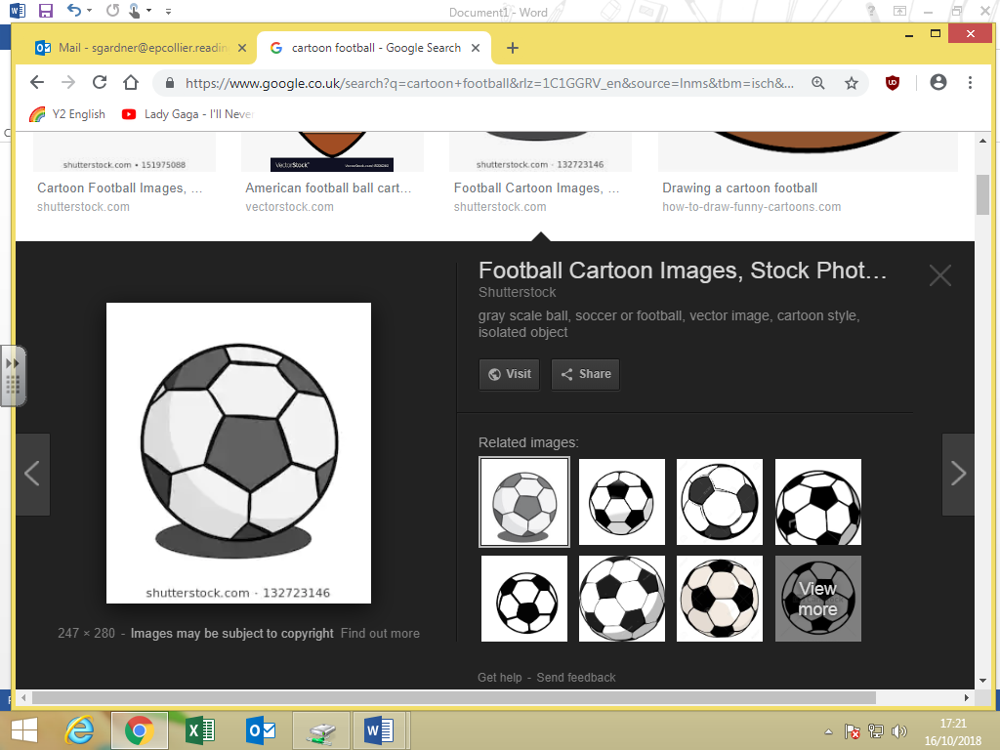 Document1 - Word
Mail - sgardner@epcollier.readin
cartoon football - Google Search
https://www.google.co.uk/search?q=cartoon+football&rlz=1C1GGRV_en&source=lnms&tbm=isch&...
Y2 English
Lady Gaga - I'll Neve
shutterstock.com • 151975088
VectorStock
shutterstock.com · 132723146
Cartoon Football Images, ...
American football ball cart...
Football Cartoon Images, ...
Drawing a cartoon football
shutterstock.com
vectorstock.com
shutterstock.com
how-to-draw-funny-cartoons.com
Football Cartoon Images, Stock Phot...
Shutterstock
gray scale ball, soccer or football, vector image, cartoon style,
isolated object
Visit
Share
Related images:
View
more
shutterstock.com · 132723146
247 × 280 - Images may be subject to copyright Find out more
Get help - Send feedback
17:21
16/10/2018